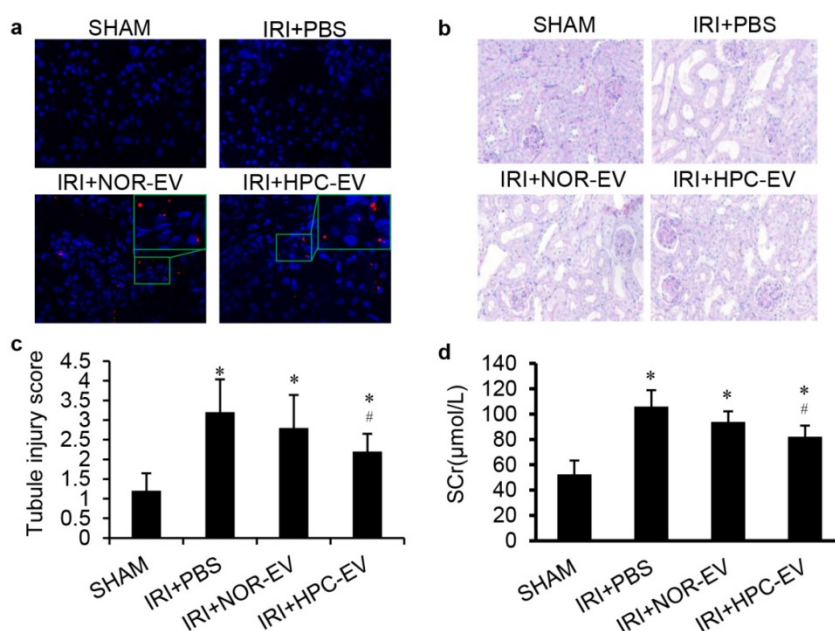 a
SHAM
IRI+PBS
IRI+NOR-EV
IRI+HPC-EV
b
SHAM
IRI+PBS
IRI+NOR-EV
IRI+HPC-EV
c
Tubule injury score
4.5
4
3.5
3
2.5
2
1.5
1
0.5
0
*
*
*
#
SHAM
IRI+PBS
IRI+NOR-EV
IRI+HPC-EV
d
SCr(μmol/L)
140
120
100
80
60
40
20
0
*
*
*
#
SHAM
IRI+PBS
IRI+NOR-EV
IRI+HPC-EV